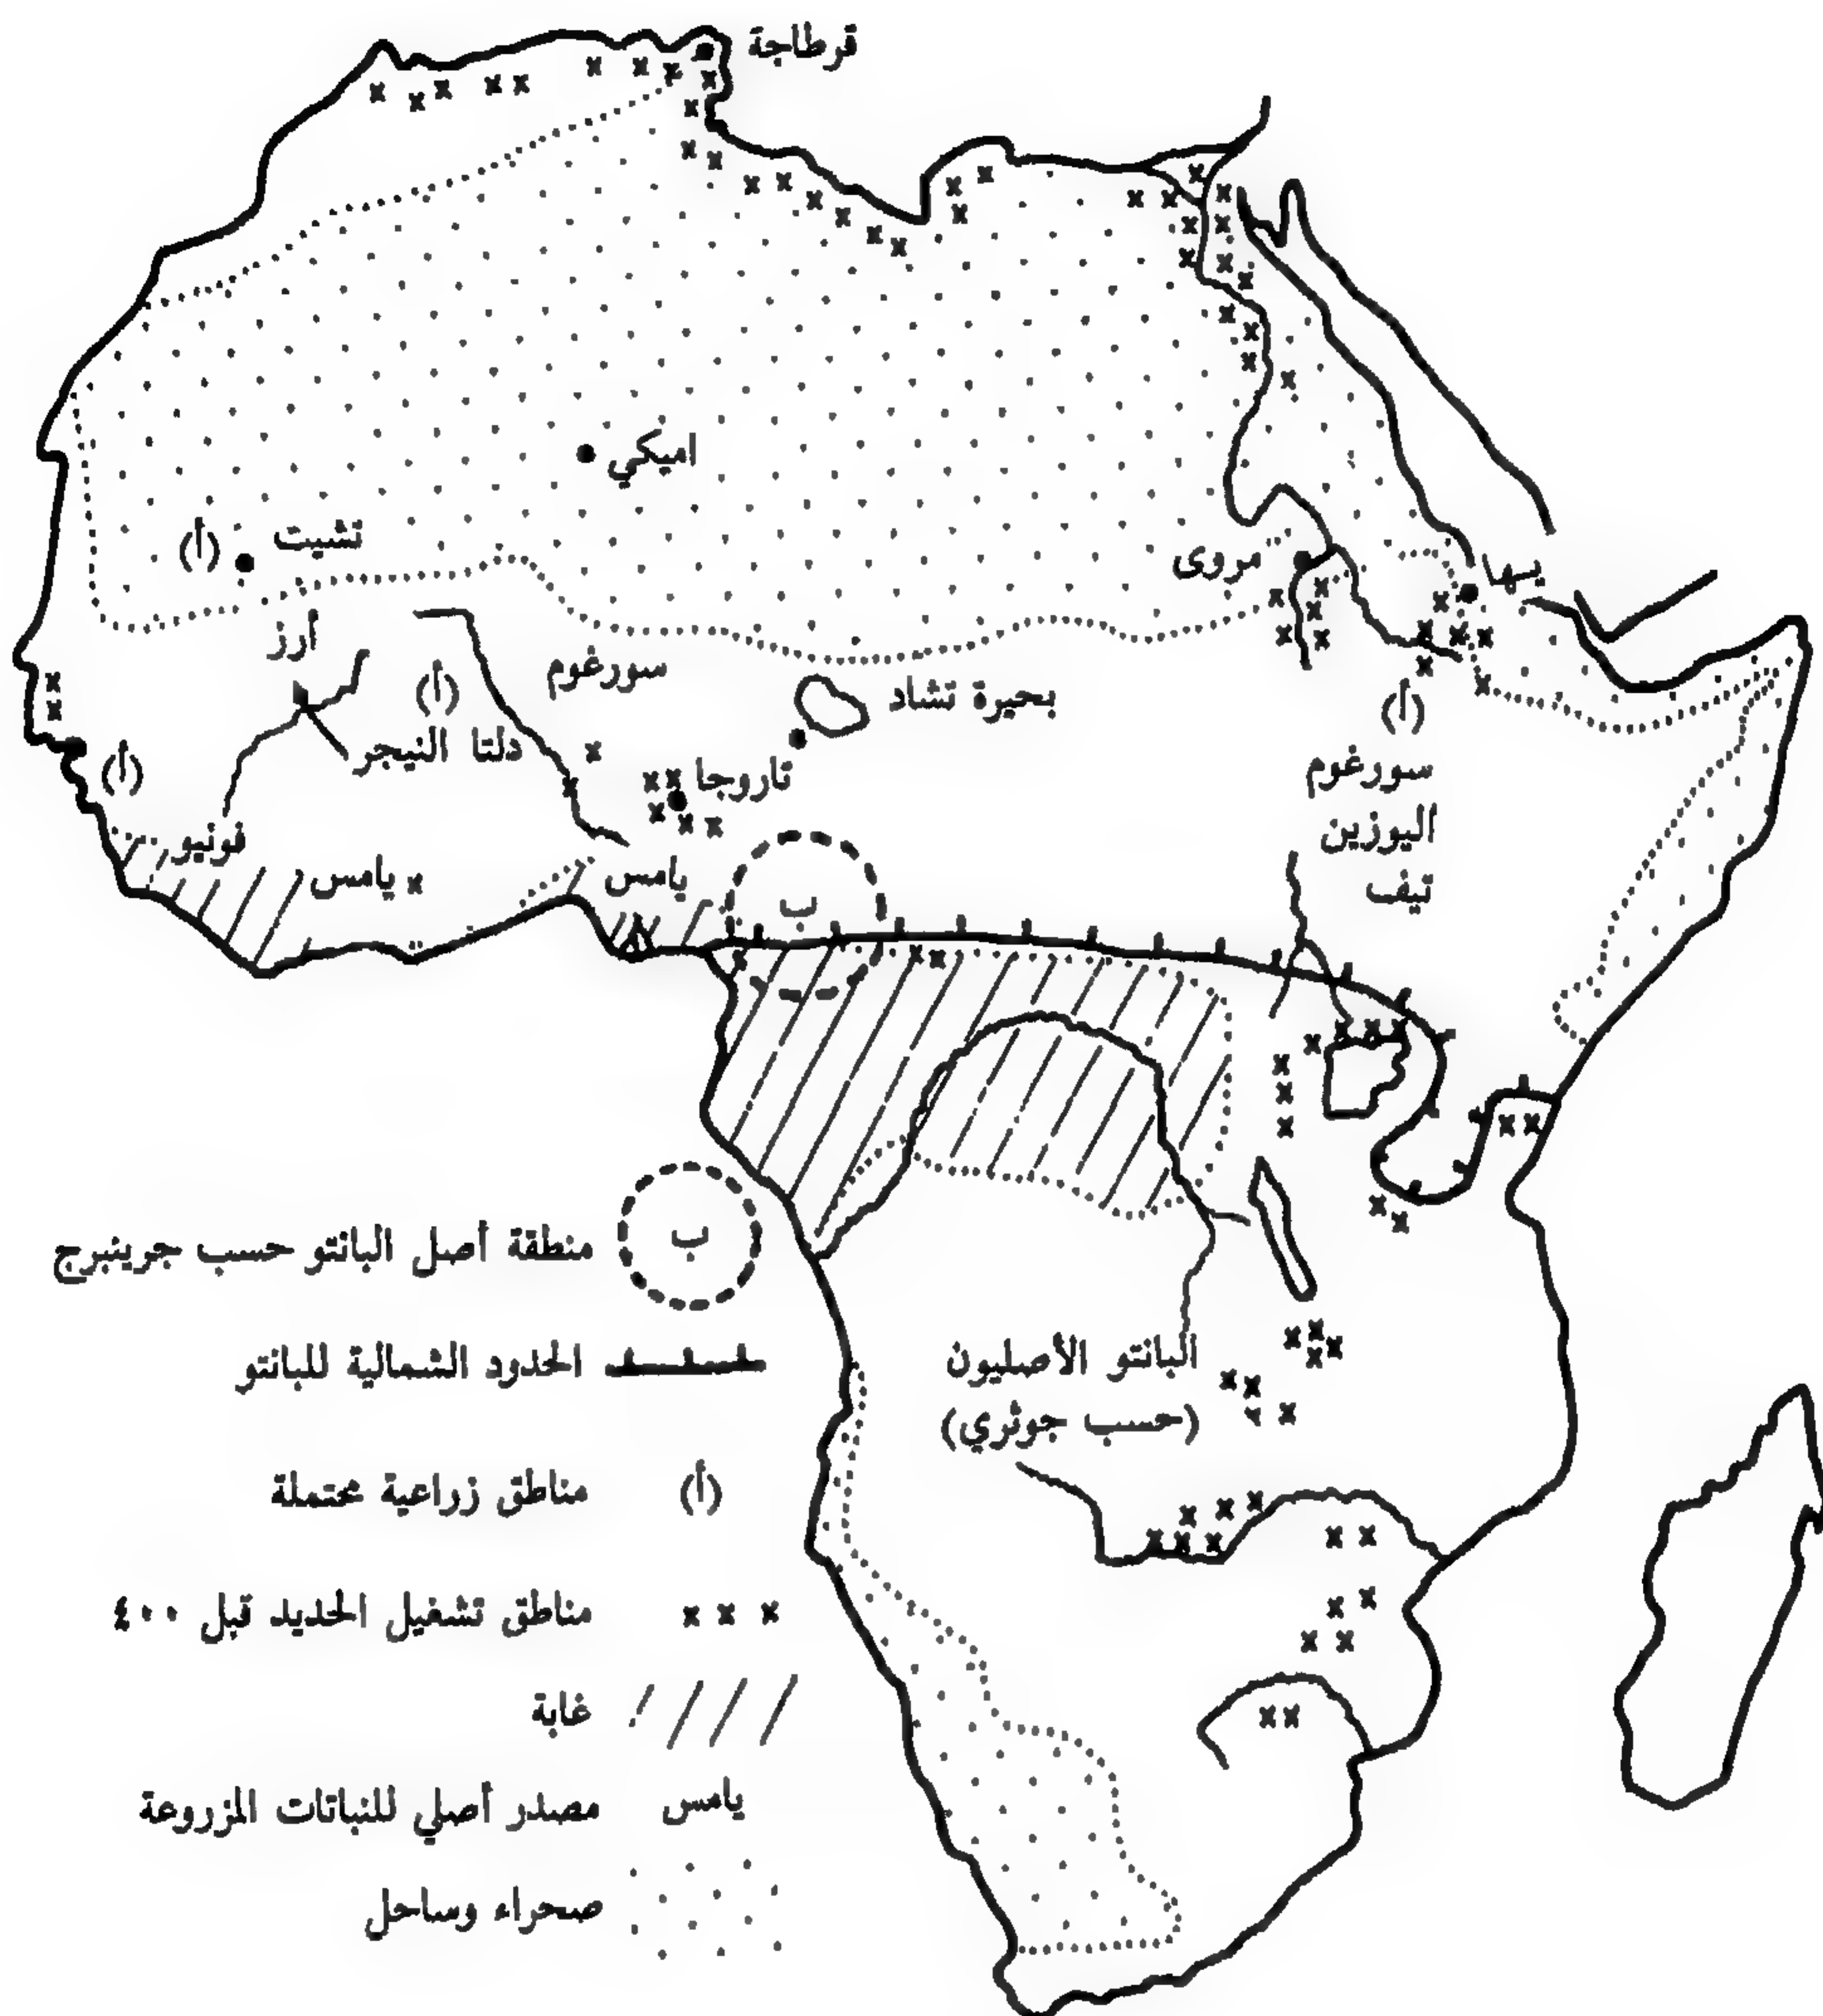 قرطاجة
اميكي
تشيت
(أ)
مروى
يها
أرز
سورغوم
(أ)
بحيرة تشاد
(أ)
دلتا النيجر
(أ)
تاروجا
سورغوم
اليوزين
تيف
فونيو
يامس
يامس
ب
منطقة أصل البانتو حسب جرينبرج
ب
الحدود الشمالية للبانتو
البانتو الأصليون
(حسب جوثري)
مناطق زراعية محتملة
(أ)
مناطق تشغيل الحديد قبل ٤٠٠
x x x
غابة
مصدر أصلي للنباتات المزروعة
يامس
صحراء وساحل